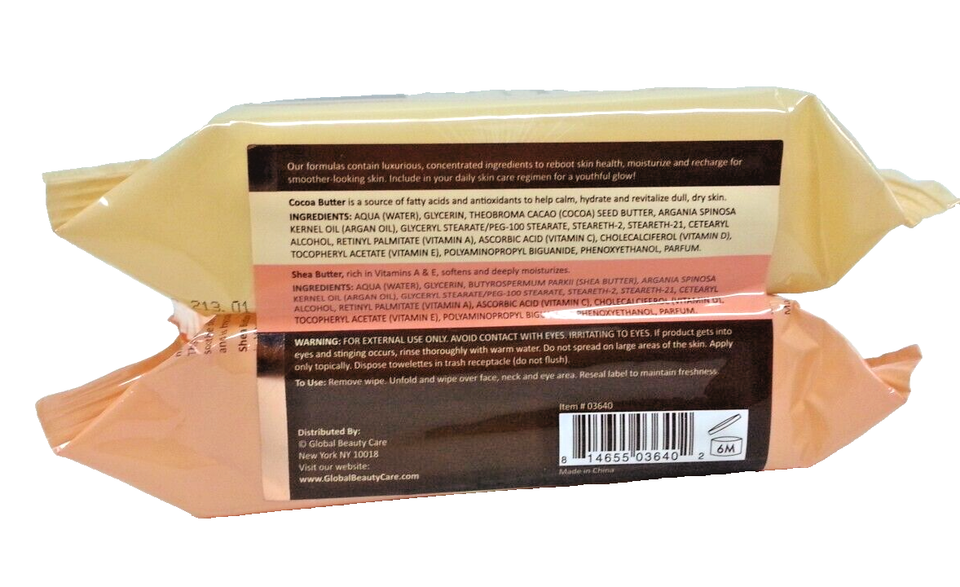 Our formulas contain luxurious, concentrated ingredients to reboot skin health, moisturize and recharge for
smoother-looking skin. Include in your daily skin care regimen for a youthful glow!
Cocoa Butter is a source of fatty acids and antioxidants to help calm, hydrate and revitalize dull, dry skin.
INGREDIENTS: AQUA (WATER), GLYCERIN, THEOBROMA CACAO (COCOA) SEED BUTTER, ARGANIA SPINOSA
KERNEL OIL (ARGAN OIL), GLYCERYL STEARATE/PEG-100 STEARATE, STEARETH-2, STEARETH-21, CETEARYL
ALCOHOL, RETINYL PALMITATE (VITAMIN A), ASCORBIC ACID (VITAMIN C), CHOLECALCIFEROL (VITAMIN D),
TOCOPHERYL ACETATE (VITAMIN E), POLYAMINOPROPYL BIGUANIDE, PHENOXYETHANOL, PARFUM.
Shea Butter, rich in Vitamins A & E, softens and deeply moisturizes.
INGREDIENTS: AQUA (WATER), GLYCERIN, BUTYROSPERMUM PARKII (SHEA BUTTER), ARGANIA SPINOSA
KERNEL OIL (ARGAN OIL), GLYCERYL STEARATE/PEG-100 STEARATE, STEARETH-2, STEARETH-21, CETEARYL
ALCOHOL, RETINYL PALMITATE (VITAMIN A), ASCORBIC ACID (VITAMIN C), CHOLECALCIFEROL (VITAMIN D),
TOCOPHERYL ACETATE (VITAMIN E), POLYAMINOPROPYL PHENOXYETHANOL, PARFUM.
WARNING: FOR EXTERNAL USE ONLY. AVOID CONTACT WITH EYES. IRRITATING TO EYES. If product gets into
eyes and stinging occurs, rinse thoroughly with warm water. Do not spread on large areas of the skin. Apply
only topically. Dispose towelettes in trash receptacle (do not flush).
To Use: Remove wipe. Unfold and wipe over face, neck and eye area. Reseal label to maintain freshness.
Item # 03640
Distributed By:
© Global Beauty Care
New York NY 10018
Visit our website:
www.GlobalBeautyCare.com
8 14655 03640 2
6M
Made in China
213 01
Shea